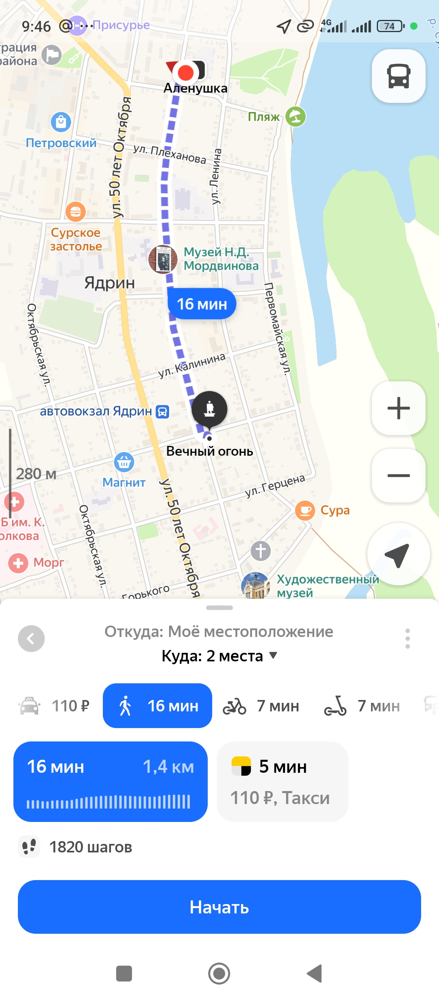 9:46
4G
74
Присурье
р. Су
грация
района
Аленушка
Пляж
Петровский
ул. 50 лет Октября
ул. Плеханова
ул. Ленина
Сурское
застолье
Музей Н.Д.
Мордвинова
Ядрин
16 мин
Первомайская ул.
Октябрьская ул.
ул. Калинина
автовокзал Ядрин
Вечный огонь
280 м
Магнит
ул. Герцена
ул. 50 лет Октября
Сура
Б им. К.
олкова
Октябрьская ул.
Морг
Художественный
музей
Горького
Откуда: Моё местоположение
Куда: 2 места
110 ₽
16 мин
7 мин
7 мин
16 мин 1,4 км
5 мин
110 ₽, Такси
1820 шагов
Начать